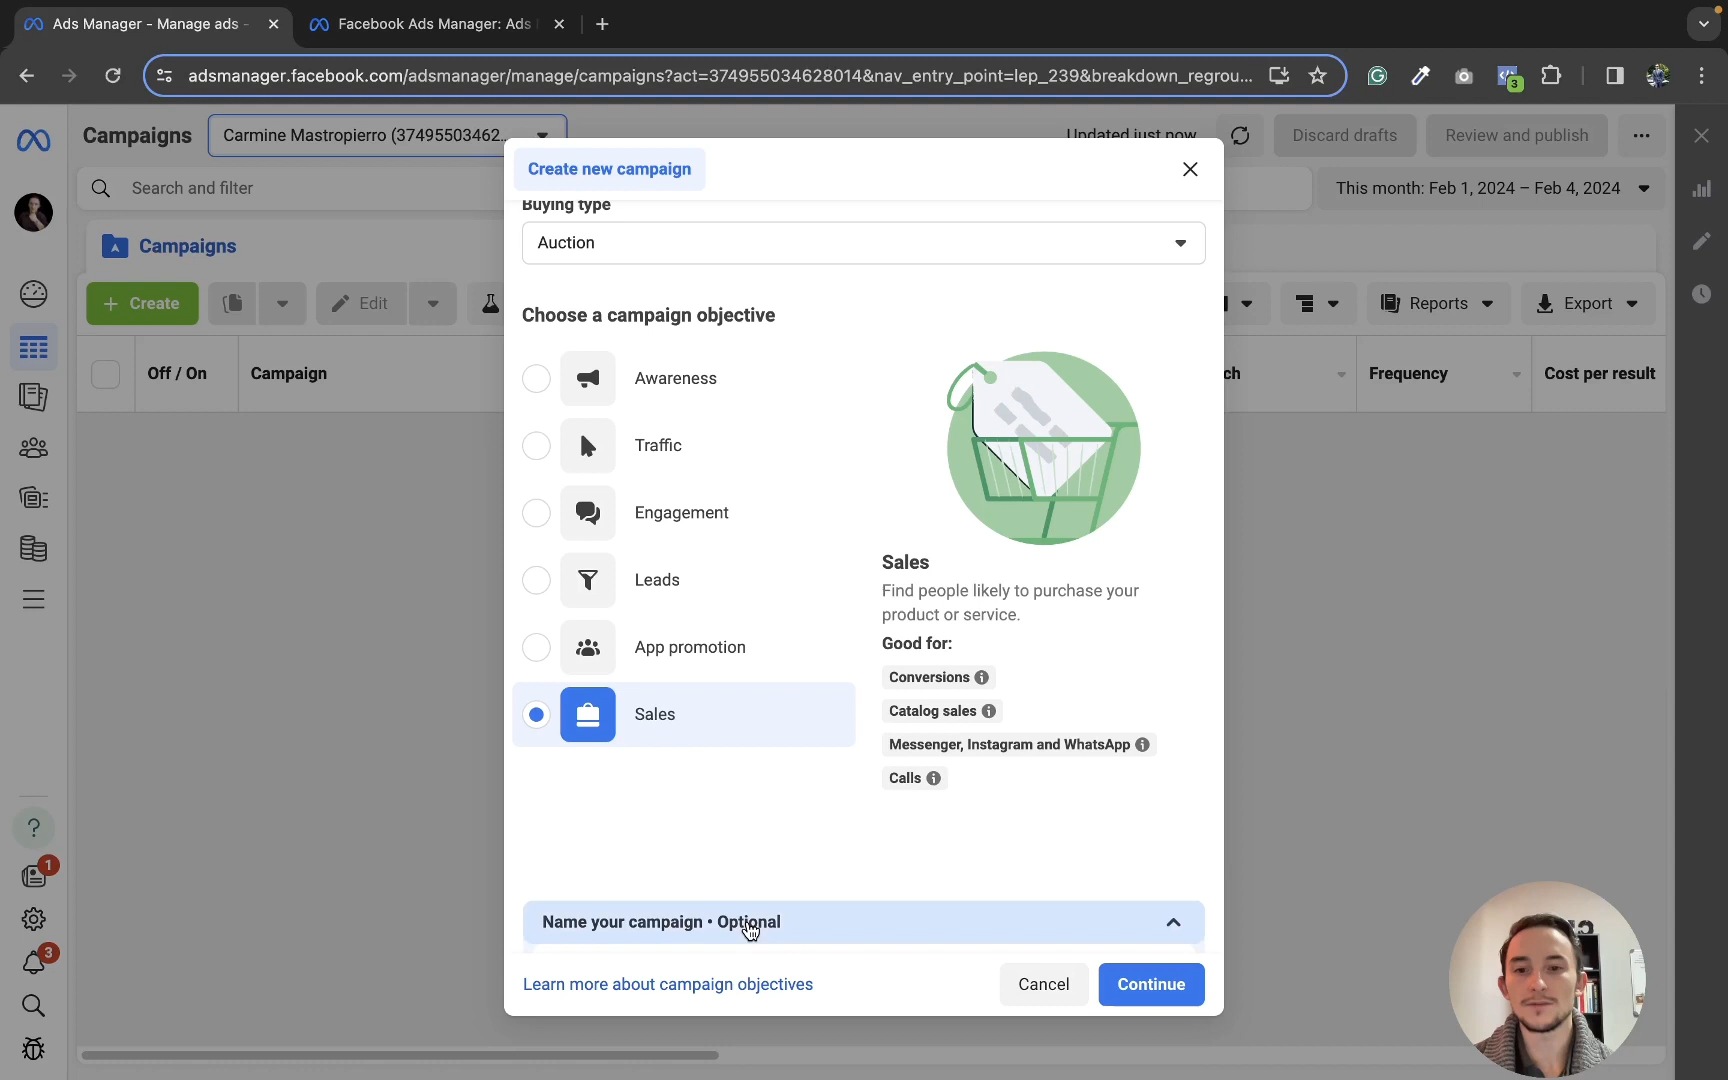 Ads Manager - Manage ads -
Facebook Ads Manager: Ads
adsmanager.facebook.com/adsmanager/manage/campaigns?act=374955034628014&nav_entry_point=lep_239&breakdown_regrou...
3
Campaigns
Carmine Mastropierro (37495503462...
Updated just now
Discard drafts
Review and publish
Search and filter
This month: Feb 1, 2024 – Feb 4, 2024
Campaigns
Create
Edit
Reports
Export
Off / On
Campaign
ch
Frequency
Cost per result
Create new campaign
Buying type
Auction
Choose a campaign objective
Awareness
Traffic
Engagement
Leads
App promotion
Sales
Sales
Find people likely to purchase your
product or service.
Good for:
Conversions
Catalog sales
Messenger, Instagram and WhatsApp
Calls
Name your campaign • Optional
Learn more about campaign objectives
Cancel
Continue
?
1
3